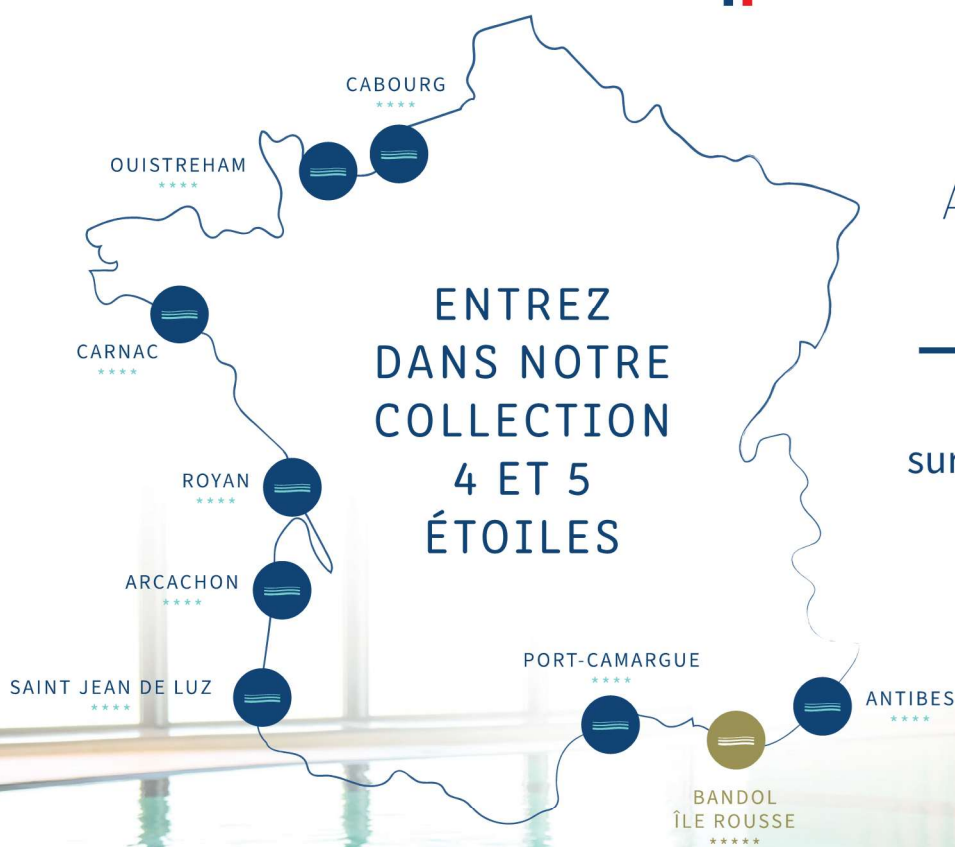 CABOURG
****
OUISTREHAM
****
CARNAC
****
ENTREZ
DANS NOTRE
COLLECTION
4 ET 5
ÉTOILES
ROYAN
****
ARCACHON
****
SAINT JEAN DE LUZ
****
PORT-CAMARGUE
****
ANTIBES
****
BANDOL
ÎLE ROUSSE
*****
sur